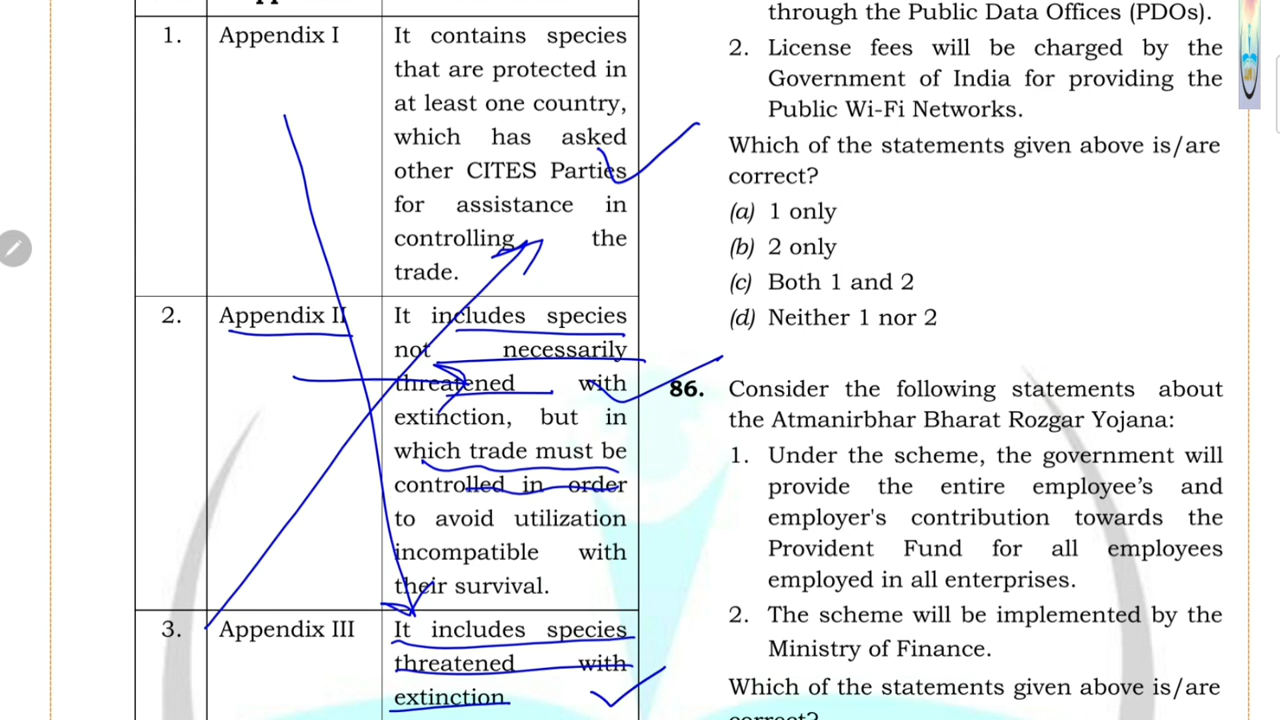 1. Appendix I It contains species
that are protected in
at least one country,
which has asked
other CITES Parties
for assistance in
controlling the
trade.
2. Appendix II It includes species
not necessarily
threatened with
extinction, but in
which trade must be
controlled in order
to avoid utilization
incompatible with
their survival.
3. Appendix III It includes species
threatened with
extinction.
through the Public Data Offices (PDOs).
2. License fees will be charged by the
Government of India for providing the
Public Wi-Fi Networks.
Which of the statements given above is/are
correct?
(a) 1 only
(b) 2 only
(c) Both 1 and 2
(d) Neither 1 nor 2
86. Consider the following statements about
the Atmanirbhar Bharat Rozgar Yojana:
1. Under the scheme, the government will
provide the entire employee's and
employer's contribution towards the
Provident Fund for all employees
employed in all enterprises.
2. The scheme will be implemented by the
Ministry of Finance.
Which of the statements given above is/are